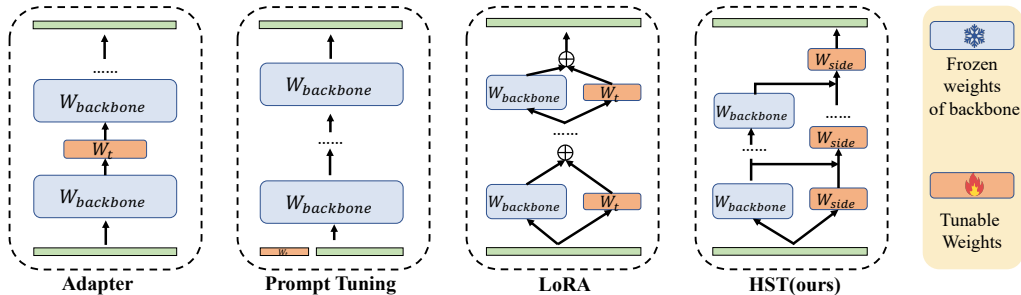 ......
W_backbone
W_t
W_backbone
Adapter
W_backbone
......
W_backbone
Prompt Tuning
W_backbone
W_t
......
W_backbone
W_t
LoRA
W_side
W_backbone
......
......
W_side
W_backbone
W_side
HST(ours)
Frozen
weights
of backbone
Tunable
Weights